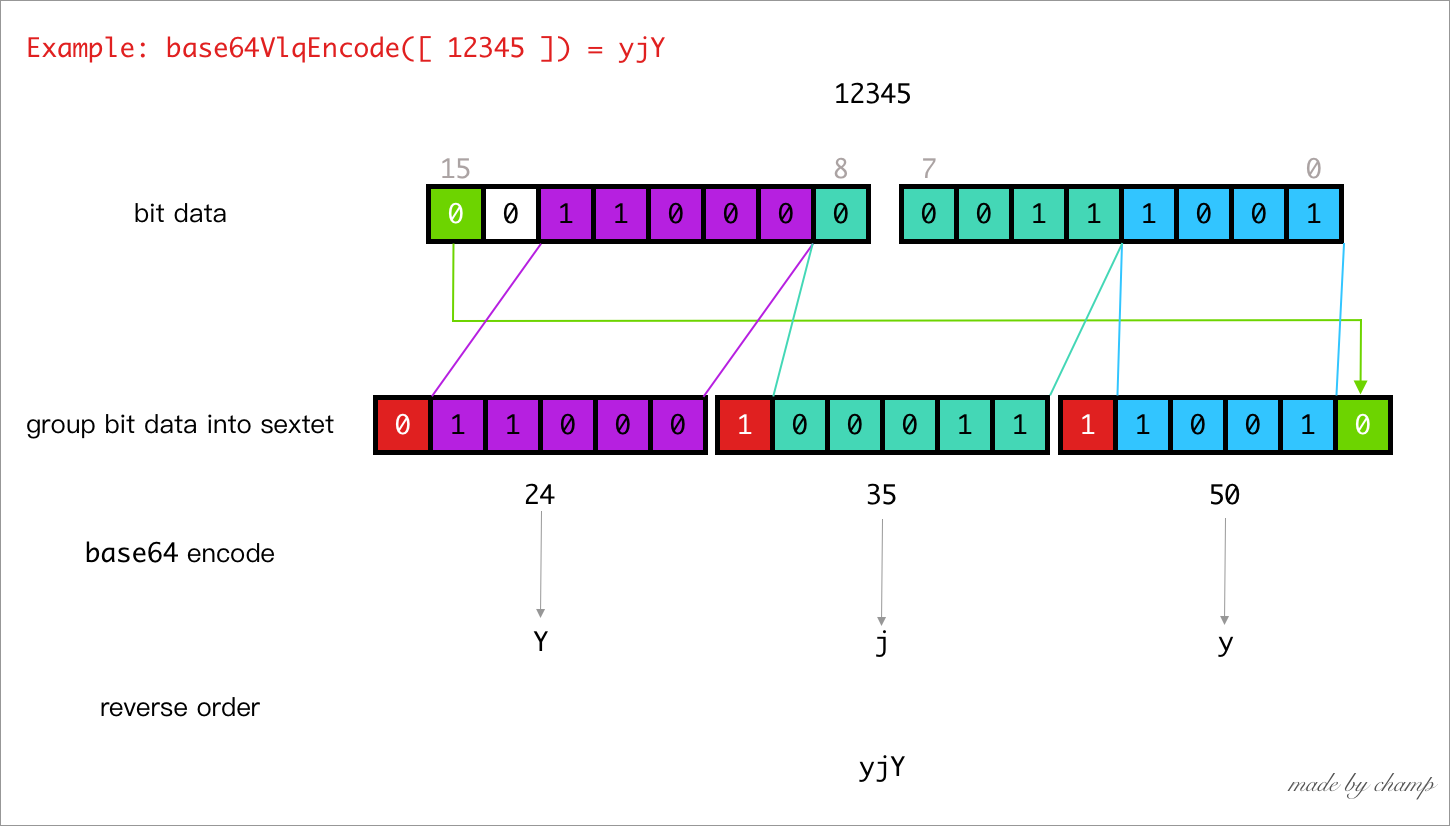 Example: base64VlqEncode([ 12345 ]) = yjY
12345
15 8 7 0
bit data 0 0 1 1 0 0 0 0 0 0 1 1 1 0 0 1
group bit data into sextet 0 1 1 0 0 0 1 0 0 0 1 1 1 1 0 0 1 0
24 35 50
base64 encode
Y j y
reverse order
yjY
made by champ